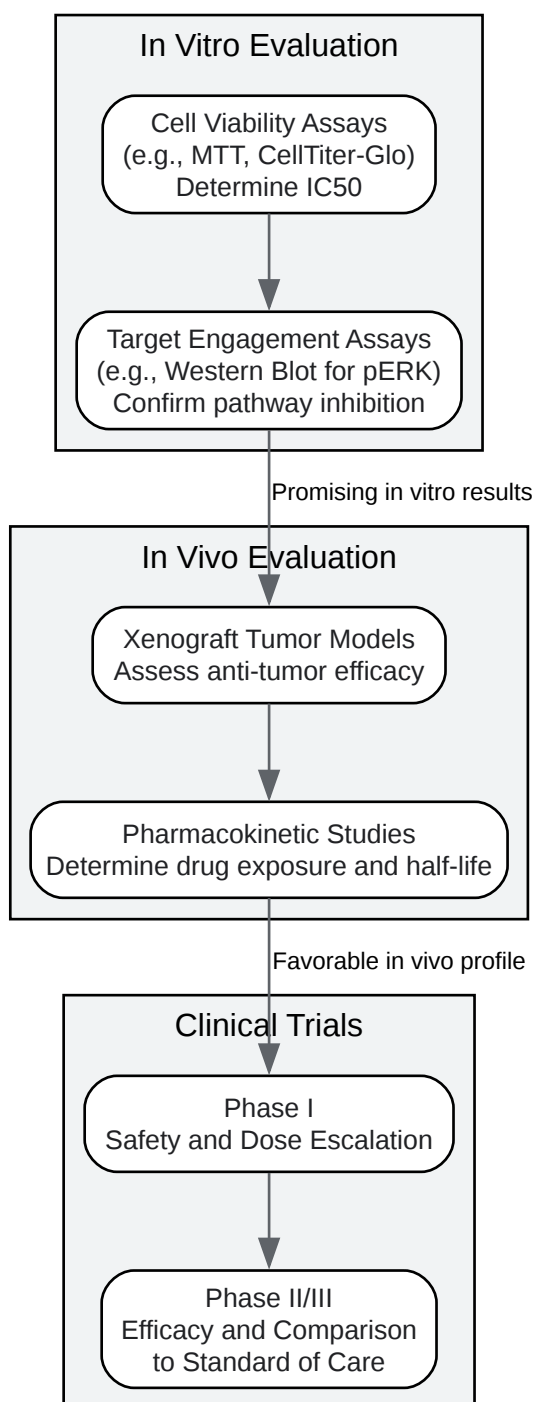 In Vitro Evaluation
Cell Viability Assays
(e.g., MTT, CellTiter-Glo)
Determine IC50
Target Engagement Assays
(e.g., Western Blot for pERK)
Confirm pathway inhibition
Promising in vitro results
In Vivo Evaluation
Xenograft Tumor Models
Assess anti-tumor efficacy
Pharmacokinetic Studies
Determine drug exposure and half-life
Favorable in vivo profile
Clinical Trials
Phase I
Safety and Dose Escalation
Phase II/III
Efficacy and Comparison
to Standard of Care